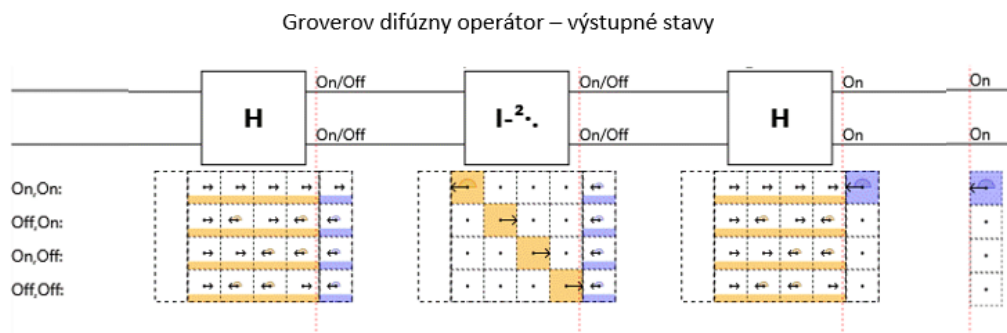 Groverov difúzny operátor – výstupné stavy
On/Off On/Off On On
H I-²·. H
On/Off On/Off On On
On,On:
Off,On:
On,Off:
Off,Off: